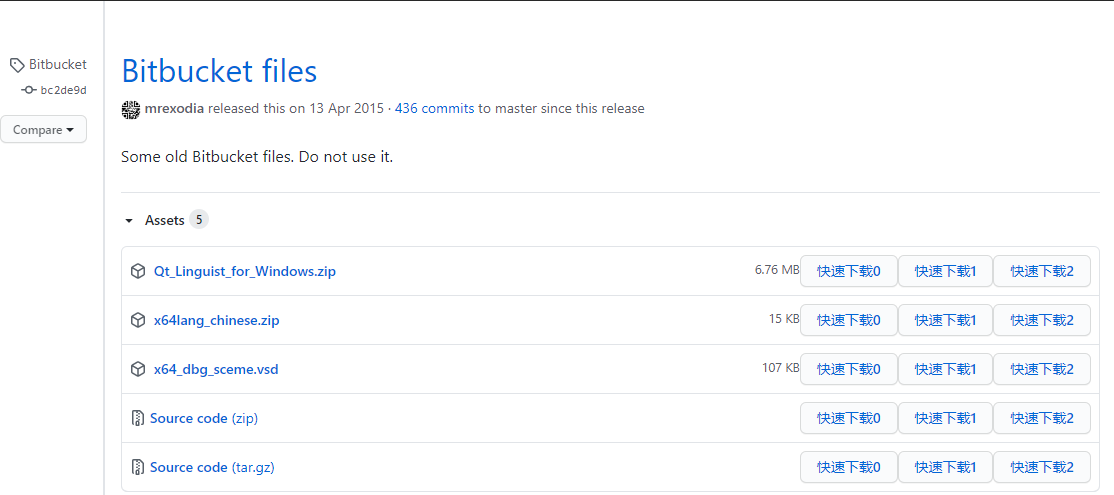 Bitbucket
bc2de9d
Compare
Bitbucket files
mrexodia released this on 13 Apr 2015 · 436 commits to master since this release
Some old Bitbucket files. Do not use it.
Assets 5
Qt_Linguist_for_Windows.zip 6.76 MB 快速下载0 快速下载1 快速下载2
x64lang_chinese.zip 15 KB 快速下载0 快速下载1 快速下载2
x64_dbg_sceme.vsd 107 KB 快速下载0 快速下载1 快速下载2
Source code (zip) 快速下载0 快速下载1 快速下载2
Source code (tar.gz) 快速下载0 快速下载1 快速下载2